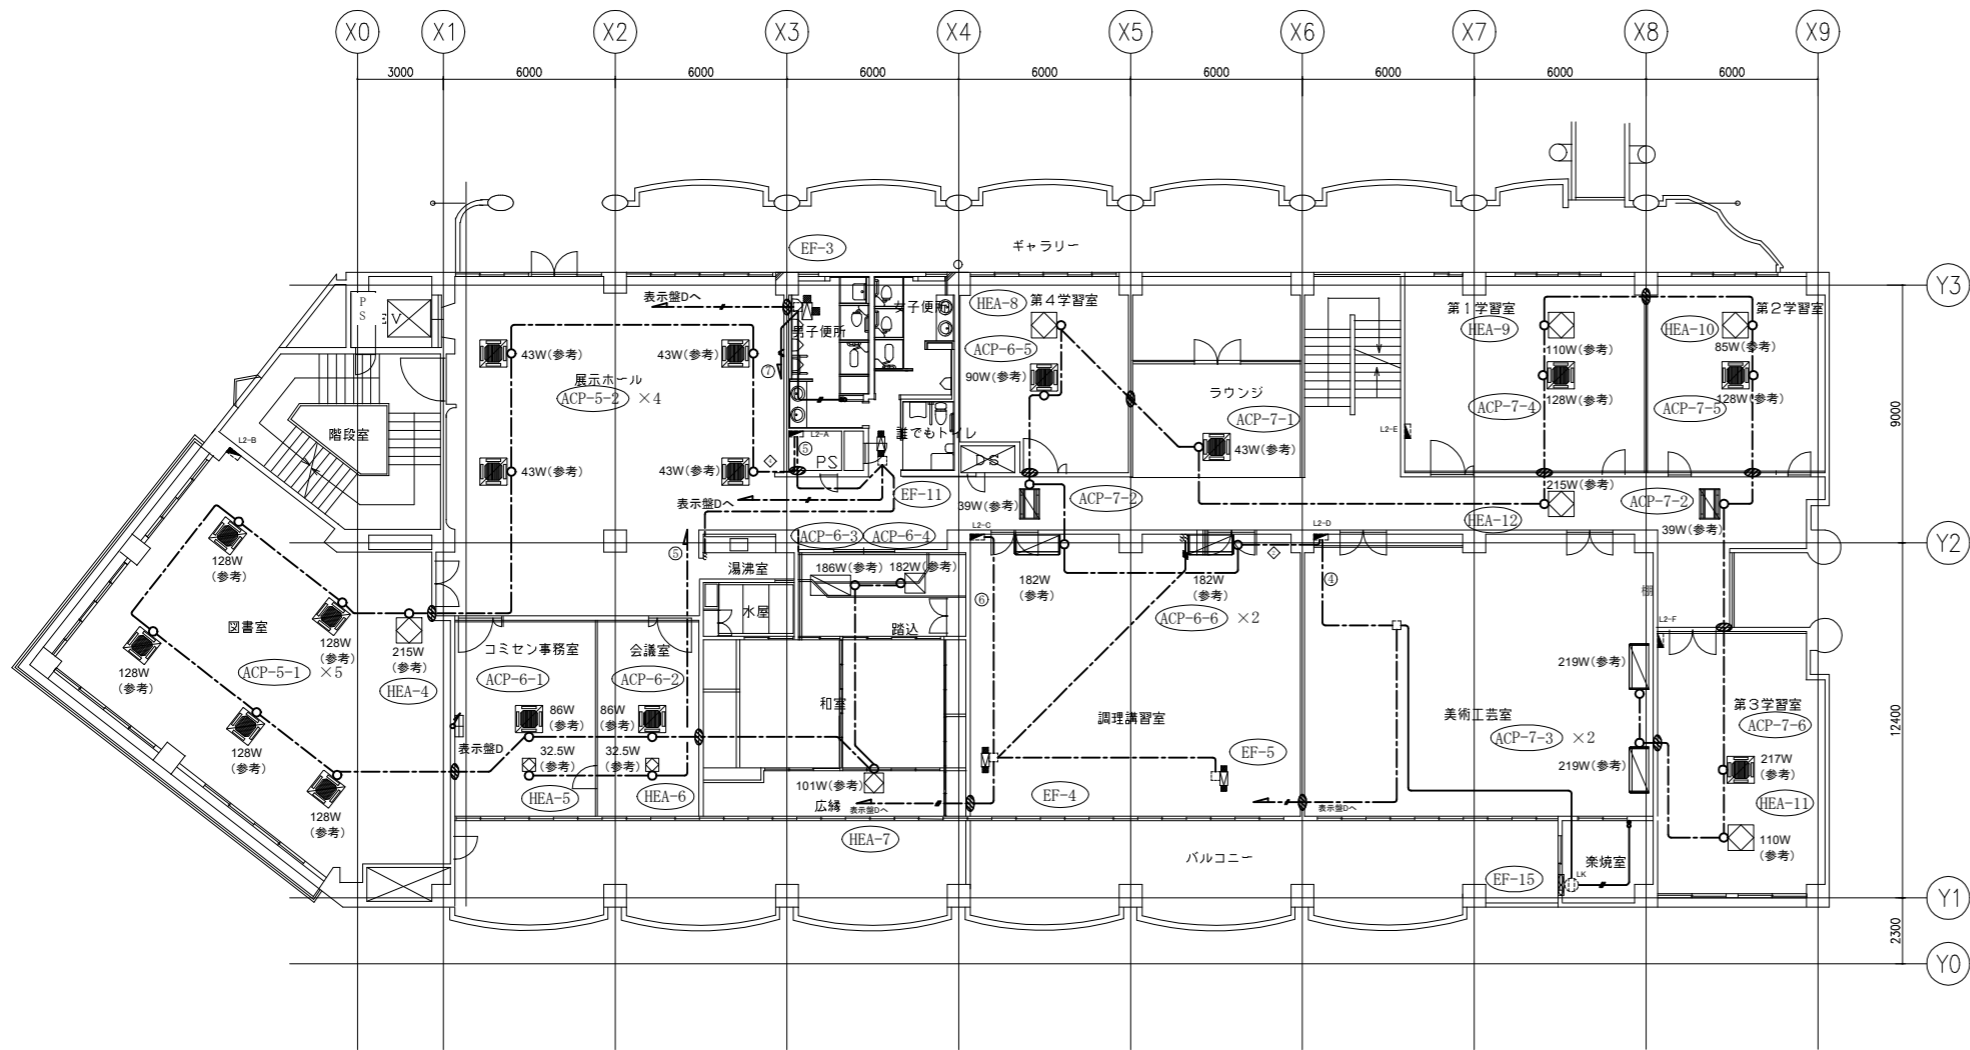 X0 X1 X2 X3 X4 X5 X6 X7 X8 X9
3000 6000 6000 6000 6000 6000 6000 6000 6000
EF-3
ギャラリー
Y3
PS
EV
表示盤Dへ
男子便所
女子便所
HEA-8
第4学習室
第1学習室
HEA-9
HEA-10
第2学習室
43W(参考)
43W(参考)
ACP-6-5
110W(参考)
85W(参考)
⑦
展示ホール
ACP-5-2 ×4
90W(参考)
ラウンジ
ACP-7-4
128W(参考)
ACP-7-5
128W(参考)
9000
階段室
L2-B
L2-A
⑤
PS
誰でもトイレ
ACP-7-1
L2-E
43W(参考)
43W(参考)
DS
43W(参考)
表示盤Dへ
EF-11
39W(参考)
ACP-7-2
215W(参考)
HEA-12
ACP-7-2
39W(参考)
ACP-6-3
ACP-6-4
L2-C
L2-D
Y2
⑤
128W
(参考)
湯沸室
186W(参考)
182W(参考)
182W
(参考)
182W
(参考)
④
⑥
水屋
踏込
ACP-6-6 ×2
棚
L2-F
図書室
128W
(参考)
215W
(参考)
コミセン事務室
会議室
128W
(参考)
ACP-5-1 ×5
HEA-4
ACP-6-1
ACP-6-2
219W(参考)
和室
調理講習室
美術工芸室
第3学習室
ACP-7-6
86W
(参考)
86W
(参考)
ACP-7-3 ×2
12400
128W
(参考)
表示盤D
32.5W
(参考)
32.5W
(参考)
EF-5
219W(参考)
217W
(参考)
101W(参考)
HEA-5
HEA-6
広縁
表示盤Dへ
EF-4
表示盤Dへ
HEA-11
128W
(参考)
HEA-7
110W
(参考)
バルコニー
楽焼室
EF-15
LK
Y1
2300
Y0